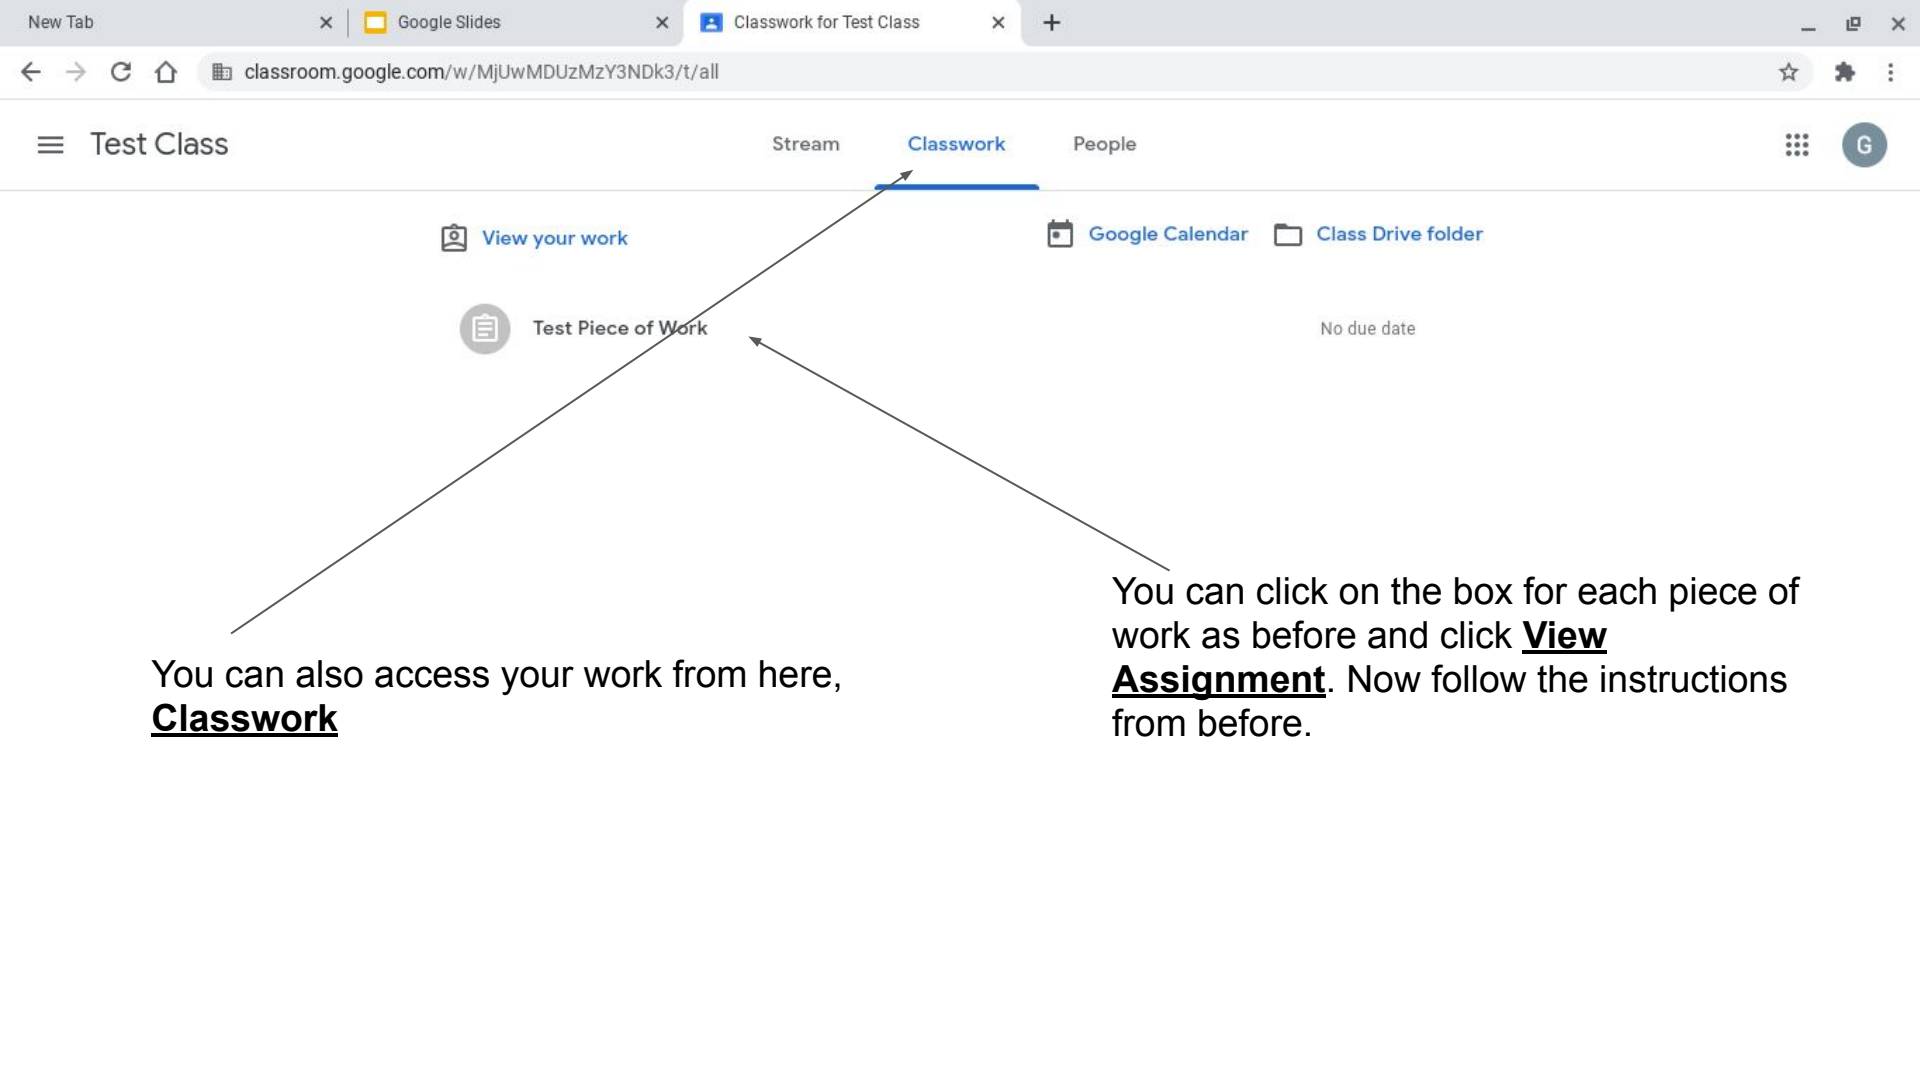 New Tab
Google Slides
Classwork for Test Class
classroom.google.com/w/MjUwMDUzMzY3NDk3/t/all
Test Class
Stream
Classwork
People
G
View your work
Google Calendar
Class Drive folder
Test Piece of Work
No due date
You can also access your work from here,
Classwork
You can click on the box for each piece of
work as before and click View
Assignment. Now follow the instructions
from before.